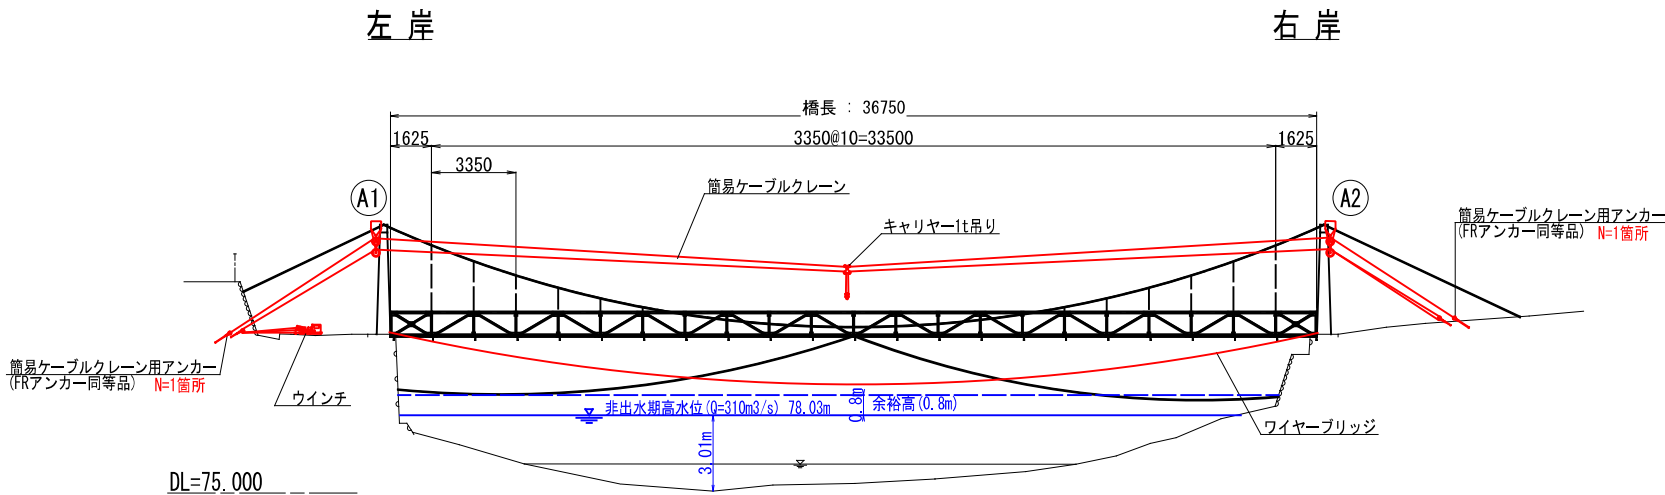 左 岸
右 岸
橋長 : 36750
1625
3350@10=33500
1625
3350
簡易ケーブルクレーン
A1
A2
キャリヤー1t吊り
簡易ケーブルクレーン用アンカー
(FRアンカー同等品) N=1箇所
簡易ケーブルクレーン用アンカー
(FRアンカー同等品) N=1箇所
ウインチ
非出水期高水位(Q=310m3/s) 78.03m
0.8m
余裕高(0.8m)
ワイヤーブリッジ
3.01m
DL=75.000